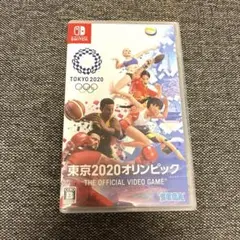 SWITCH
TOKYO 2020
東京2020オリンピック
THE OFFICIAL VIDEO GAME
B
SEGA